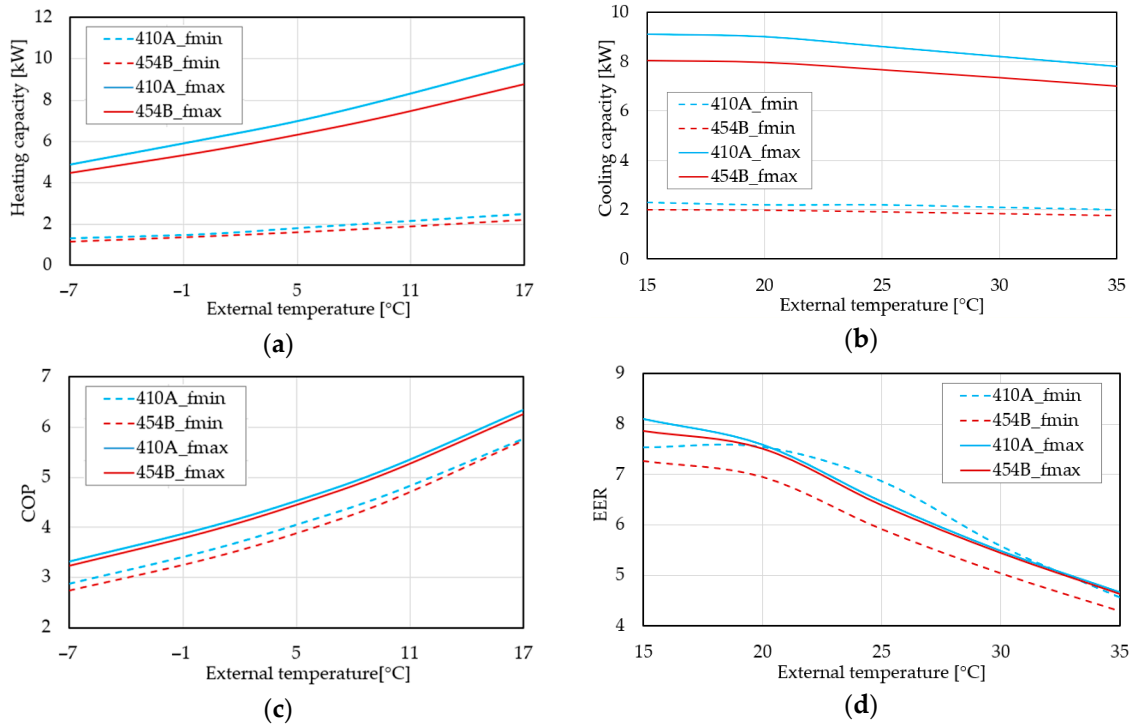 Heating capacity [kW]
12
10
8
6
4
2
0
410A_fmin
454B_fmin
410A_fmax
454B_fmax
–7
–1
5
11
17
External temperature [°C]
(a)
Cooling capacity [kW]
10
8
6
4
2
0
410A_fmin
454B_fmin
410A_fmax
454B_fmax
15
20
25
30
35
External temperature [°C]
(b)
COP
7
6
5
4
3
2
410A_fmin
454B_fmin
410A_fmax
454B_fmax
–7
–1
5
11
17
External temperature[°C]
(c)
EER
9
8
7
6
5
4
410A_fmin
454B_fmin
410A_fmax
454B_fmax
15
20
25
30
35
External temperature [°C]
(d)